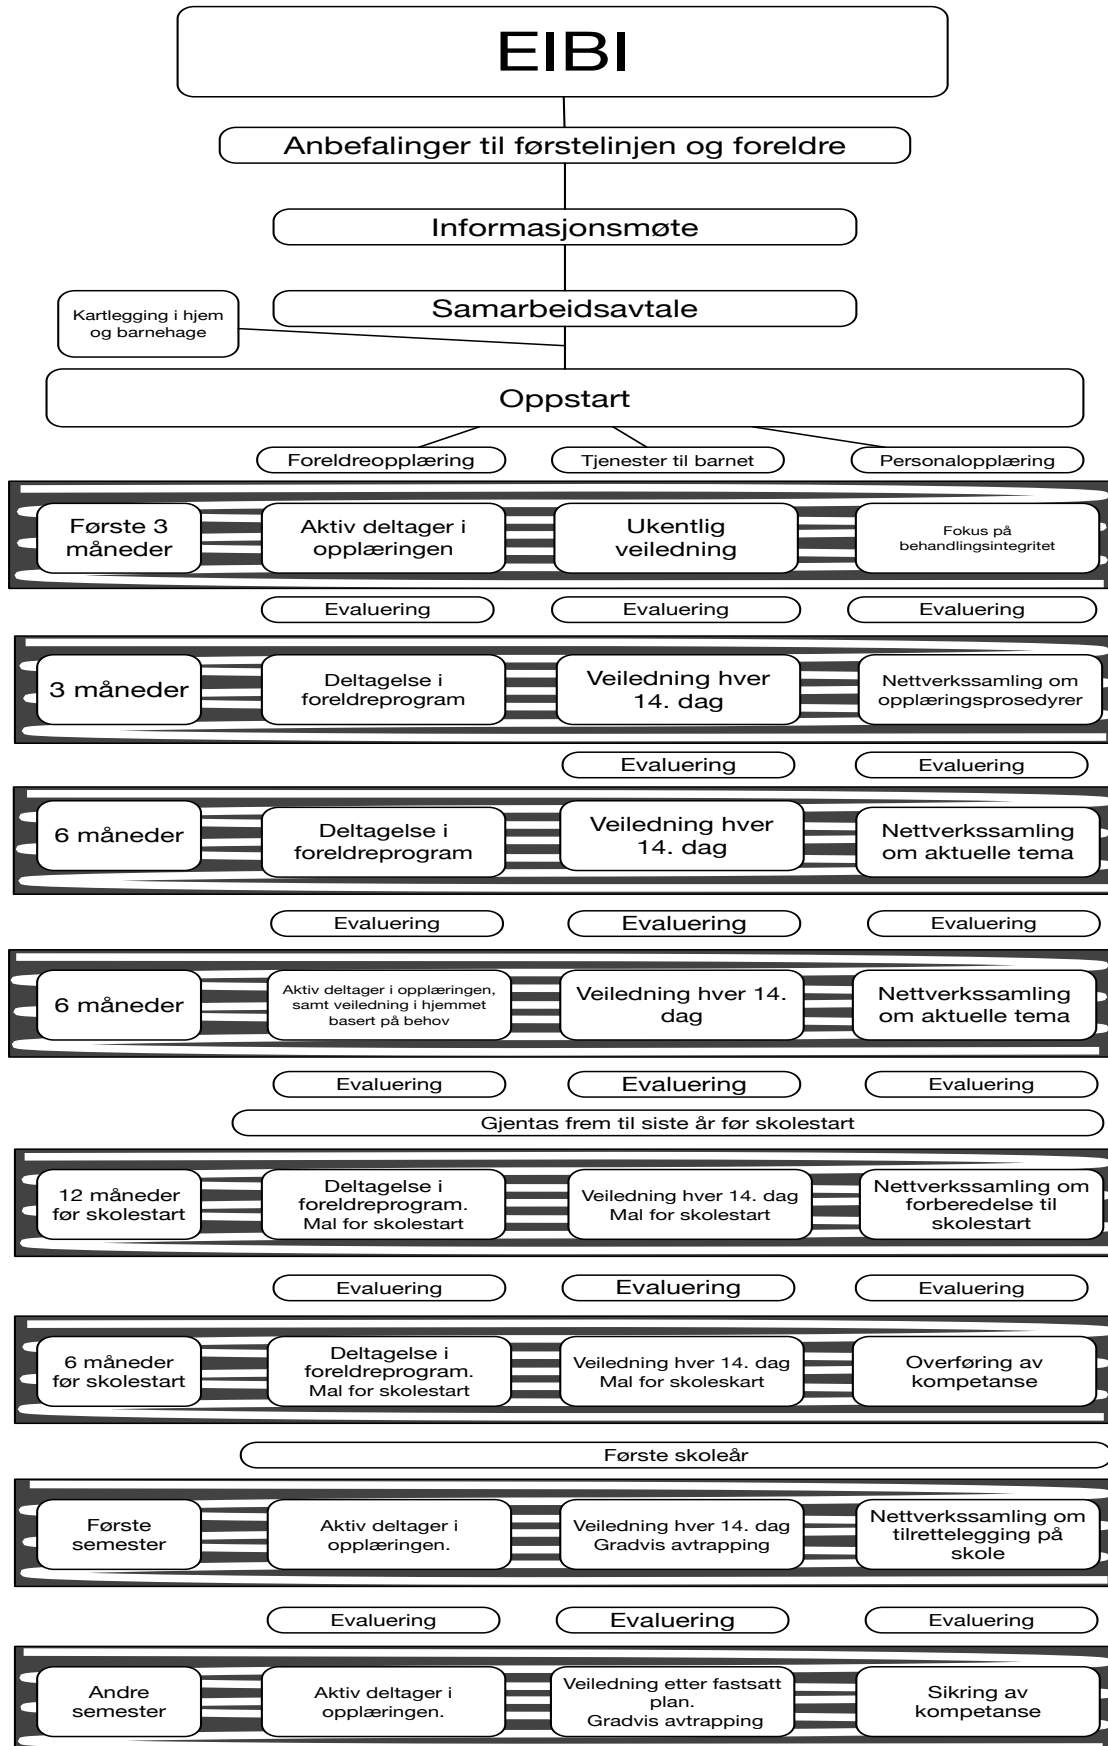 EIBI
Anbefalinger til førstelinjen og foreldre
Informasjonsmøte
Samarbeidsavtale
Kartlegging i hjem
og barnehage
Oppstart
Foreldreopplæring
Tjenester til barnet
Personalopplæring
Første 3
måneder
Aktiv deltager i
opplæringen
Ukentlig
veiledning
Fokus på
behandlingsintegritet
Evaluering
Evaluering
Evaluering
3 måneder
Deltgelse i
foreldreprogram
Veiledning hver
14. dag
Nettverkssamling om
opplæringsprosedyrer
Evaluering
Evaluering
6 måneder
Deltagelse i
foreldreprogram
Veiledning hver
14. dag
Nettverkssamling
om aktuelle tema
Evaluering
Evaluering
Evaluering
6 måneder
Aktiv deltager i opplæringen,
samt veiledning i hjemmet
basert på behov
Veiledning hver 14.
dag
Nettverkssamling
om aktuelle tema
Evaluering
Evaluering
Evaluering
Gjentas frem til siste år før skolestart
12 måneder
før skolestart
Deltagelse i
foreldreprogram.
Mal for skolestart
Veiledning hver 14. dag
Mal for skolestart
Nettverkssamling om
forberedelse til
skolestart
Evaluering
Evaluering
Evaluering
6 måneder
før skolestart
Deltagelse i
foreldreprogram.
Mal for skolestart
Veiledning hver 14. dag
Mal for skoleskart
Overføring av
kompetanse
Første skoleår
Første
semester
Aktiv deltager i
opplæringen.
Veiledning hver 14. dag
Gradvis avtrapping
Nettverkssamling om
tilrettelegging på
skole
Evaluering
Evaluering
Evaluering
Andre
semester
Aktiv deltager i
opplæringen.
Veiledning etter fastsatt
plan.
Gradvis avtrapping
Sikring av
kompetanse